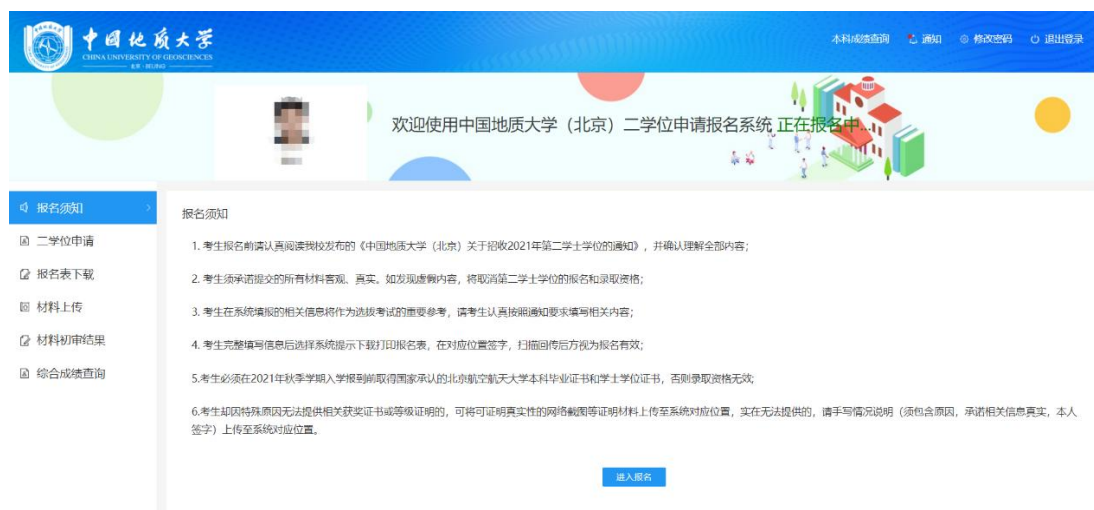 中国地质大学
CHINA UNIVERSITY OF GEOSCIENCES
北京·BEIJING
本科成绩查询 通知 修改密码 退出登录
欢迎使用中国地质大学（北京）二学位申请报名系统 正在报名中...
报名须知
二学位申请
报名表下载
材料上传
材料初审结果
综合成绩查询
报名须知
1. 考生报名前请认真阅读我校发布的《中国地质大学（北京）关于招收2021年第二学士学位的通知》，并确认理解全部内容；
2. 考生须承诺提交的所有材料客观、真实。如发现虚假内容，将取消第二学士学位的报名和录取资格；
3. 考生在系统填报的相关信息将作为选拔考试的重要参考，请考生认真按照通知要求填写相关内容；
4. 考生完整填写信息后选择系统提示下载打印报名表，在对应位置签字，扫描回传后方视为报名有效；
5.考生必须在2021年秋季学期入学报到前取得国家承认的北京航空航天大学本科毕业证书和学士学位证书，否则录取资格无效;
6.考生却因特殊原因无法提供相关获奖证书或等级证明的，可将可证明真实性的网络截图等证明材料上传至系统对应位置，实在无法提供的，请手写情况说明（须包含原因，承诺相关信息真实，本人
签字）上传至系统对应位置。
进入报名